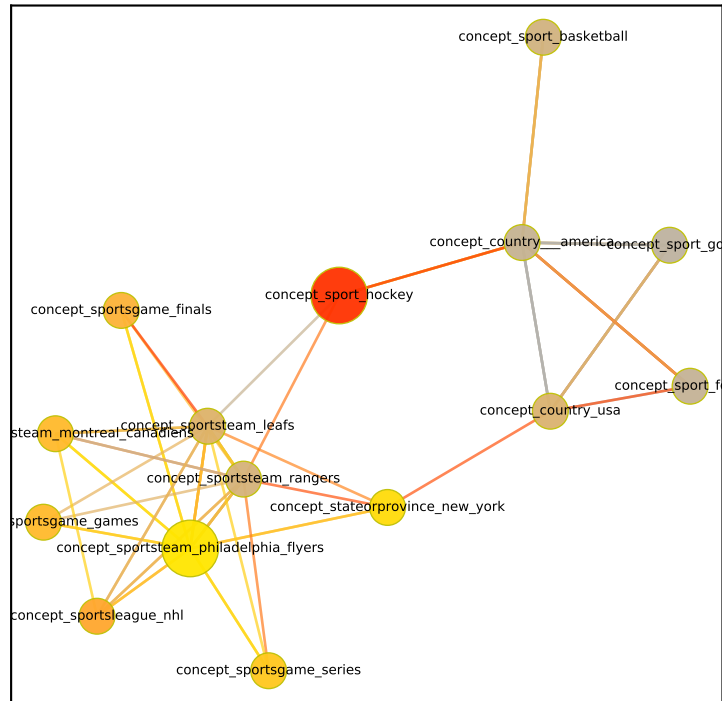 concept_sport_basketball
concept_country___america
concept_sport_go
concept_sport_hockey
concept_sportsgame_finals
concept_sport_fo
concept_country_usa
concept_sportsteam_leafs
steam_montreal_canadiens
concept_sportsteam_rangers
concept_stateorprovince_new_york
sportsgame_games
concept_sportsteam_philadelphia_flyers
concept_sportsleague_nhl
concept_sportsgame_series